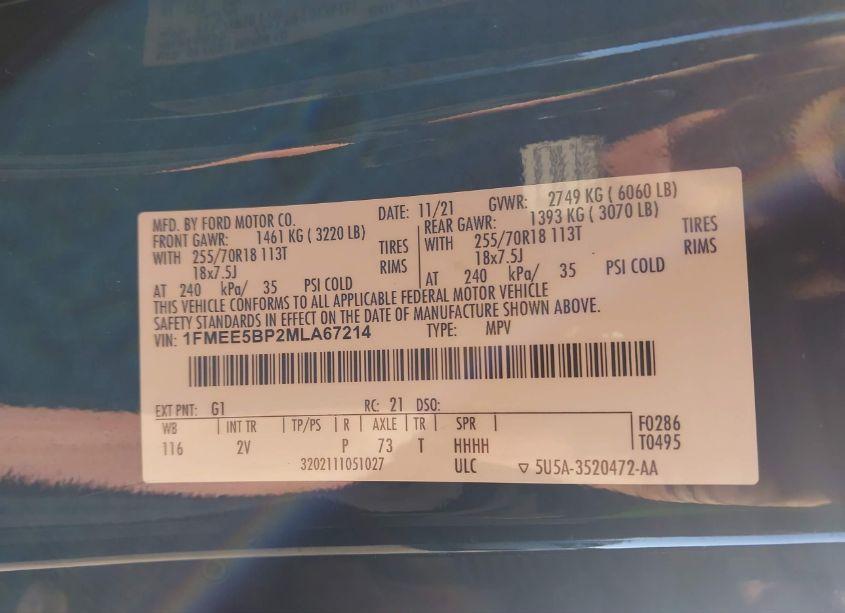 MFD. BY FORD MOTOR CO. DATE: 11/21 GVWR: 2749 KG ( 6060 LB)
FRONT GAWR: 1461 KG ( 3220 LB) REAR GAWR: 1393 KG ( 3070 LB)
WITH 255/70R18 113T TIRES WITH 255/70R18 113T TIRES
18x7.5J RIMS 18x7.5J RIMS
AT 240 kPa/ 35 PSI COLD AT 240 kPa/ 35 PSI COLD
THIS VEHICLE CONFORMS TO ALL APPLICABLE FEDERAL MOTOR VEHICLE
SAFETY STANDARDS IN EFFECT ON THE DATE OF MANUFACTURE SHOWN ABOVE.
VIN: 1FMEE5BP2MLA67214 TYPE: MPV
EXT PNT: G1 RC: 21 DSO:
WB INT TR TP/PS R AXLE TR SPR F0286
116 2V P 73 T HHHH T0495
3202111051027 ULC 5U5A-3520472-AA